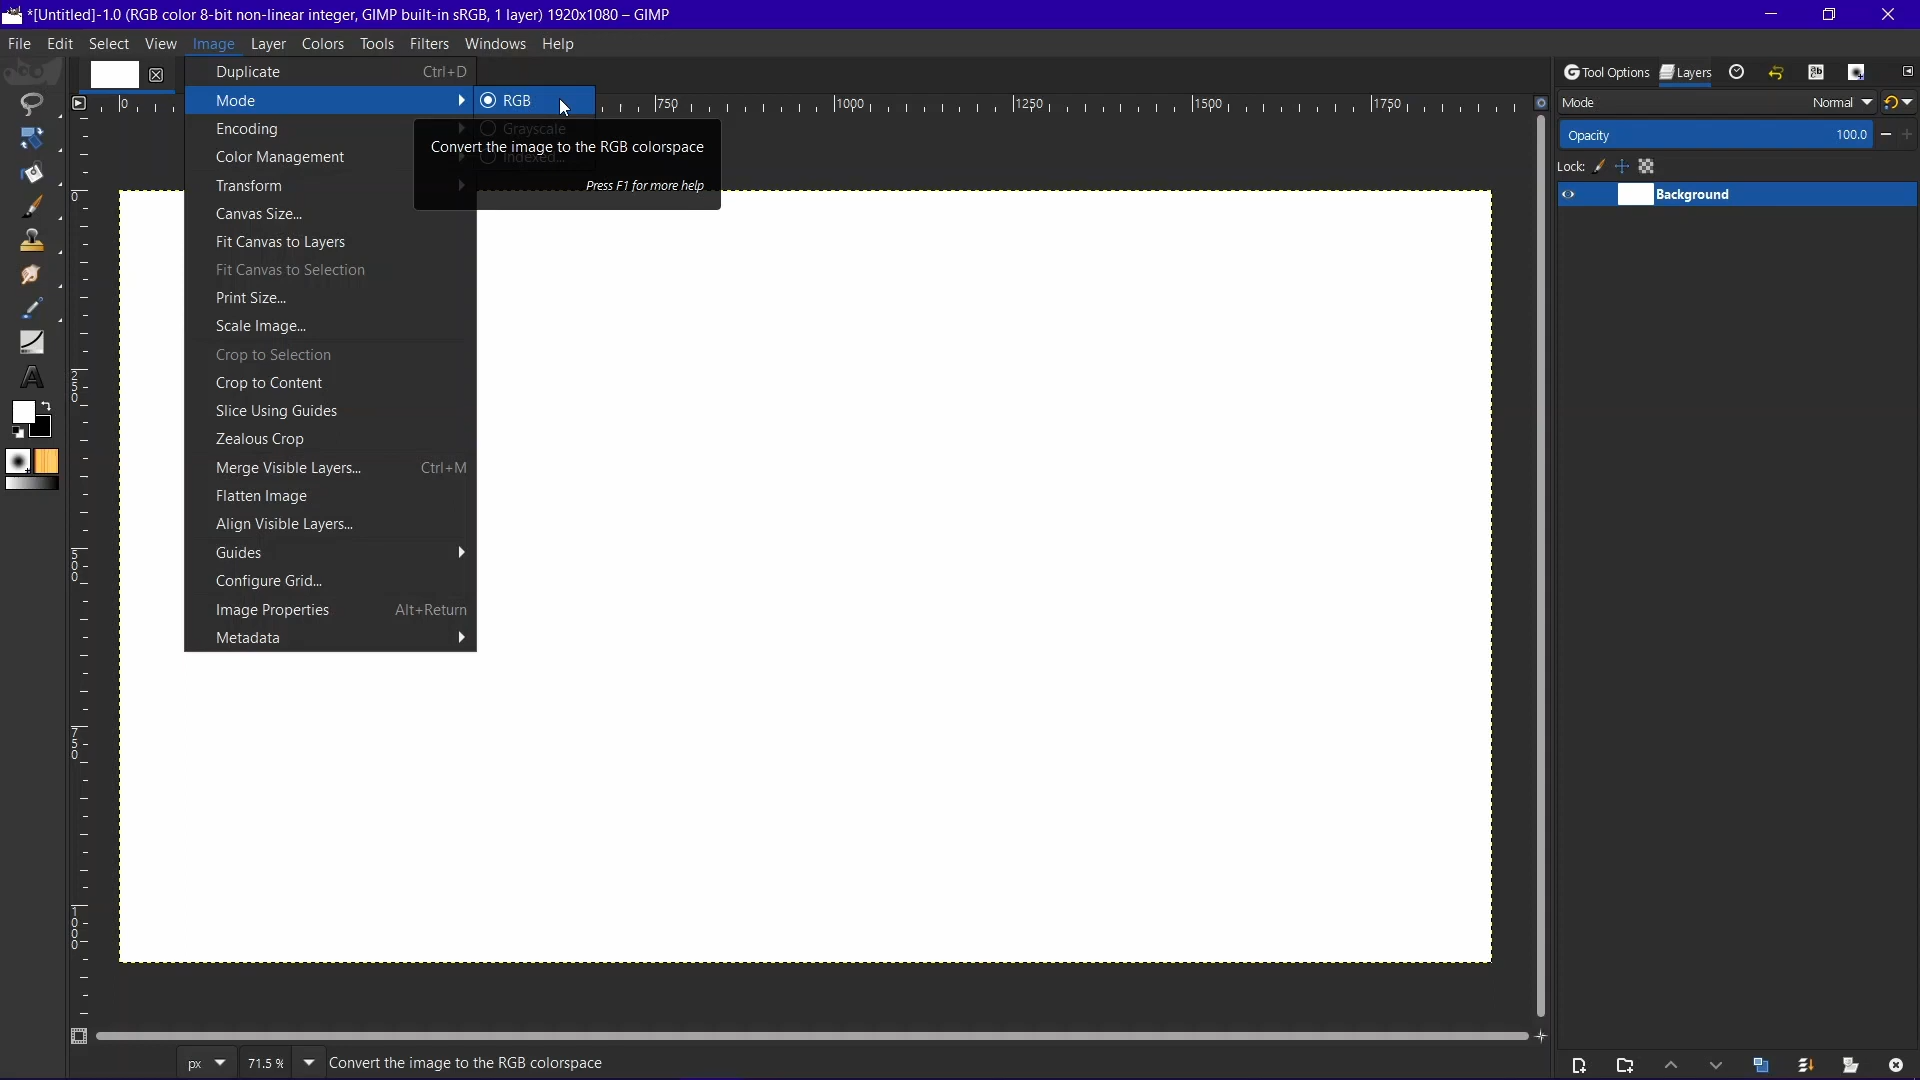 *[Untitled]-1.0 (RGB color 8-bit non-linear integer, GIMP built-in sRGB, 1 layer) 1920x1080 – GIMP
File Edit Select View Image Layer Colors Tools Filters Windows Help
Duplicate Ctrl+D
Mode
Encoding
Color Management
Transform
Canvas Size...
Fit Canvas to Layers
Fit Canvas to Selection
Print Size...
Scale Image...
Crop to Selection
Crop to Content
Slice Using Guides
Zealous Crop
Merge Visible Layers... Ctrl+M
Flatten Image
Align Visible Layers...
Guides
Configure Grid...
Image Properties Alt+Return
Metadata
RGB
Grayscale
Indexed...
Convert the image to the RGB colorspace
Press F1 for more help
0 750 1000 1250 1500 1750
0
250
500
750
1000
Tool Options Layers
Mode Normal
Opacity 100.0
Lock:
Background
px 71.5 % Convert the image to the RGB colorspace